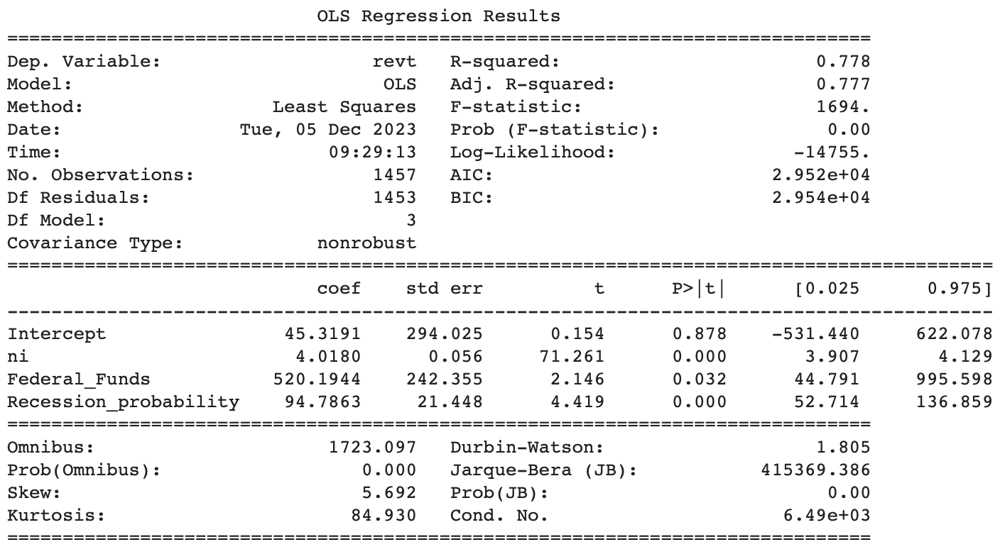 OLS Regression Results
==============================================================================
Dep. Variable:                   revt   R-squared:                       0.778
Model:                            OLS   Adj. R-squared:                  0.777
Method:                 Least Squares   F-statistic:                     1694.
Date:                Tue, 05 Dec 2023   Prob (F-statistic):               0.00
Time:                        09:29:13   Log-Likelihood:                -14755.
No. Observations:                1457   AIC:                         2.952e+04
Df Residuals:                    1453   BIC:                         2.954e+04
Df Model:                           3
Covariance Type:            nonrobust
=========================================================================================
                            coef    std err          t      P>|t|      [0.025      0.975]
-----------------------------------------------------------------------------------------
Intercept                45.3191    294.025      0.154      0.878    -531.440     622.078
ni                        4.0180      0.056     71.261      0.000       3.907       4.129
Federal_Funds           520.1944    242.355      2.146      0.032      44.791     995.598
Recession_probability    94.7863     21.448      4.419      0.000      52.714     136.859
==============================================================================
Omnibus:                     1723.097   Durbin-Watson:                   1.805
Prob(Omnibus):                  0.000   Jarque-Bera (JB):           415369.386
Skew:                           5.692   Prob(JB):                         0.00
Kurtosis:                      84.930   Cond. No.                     6.49e+03
==============================================================================